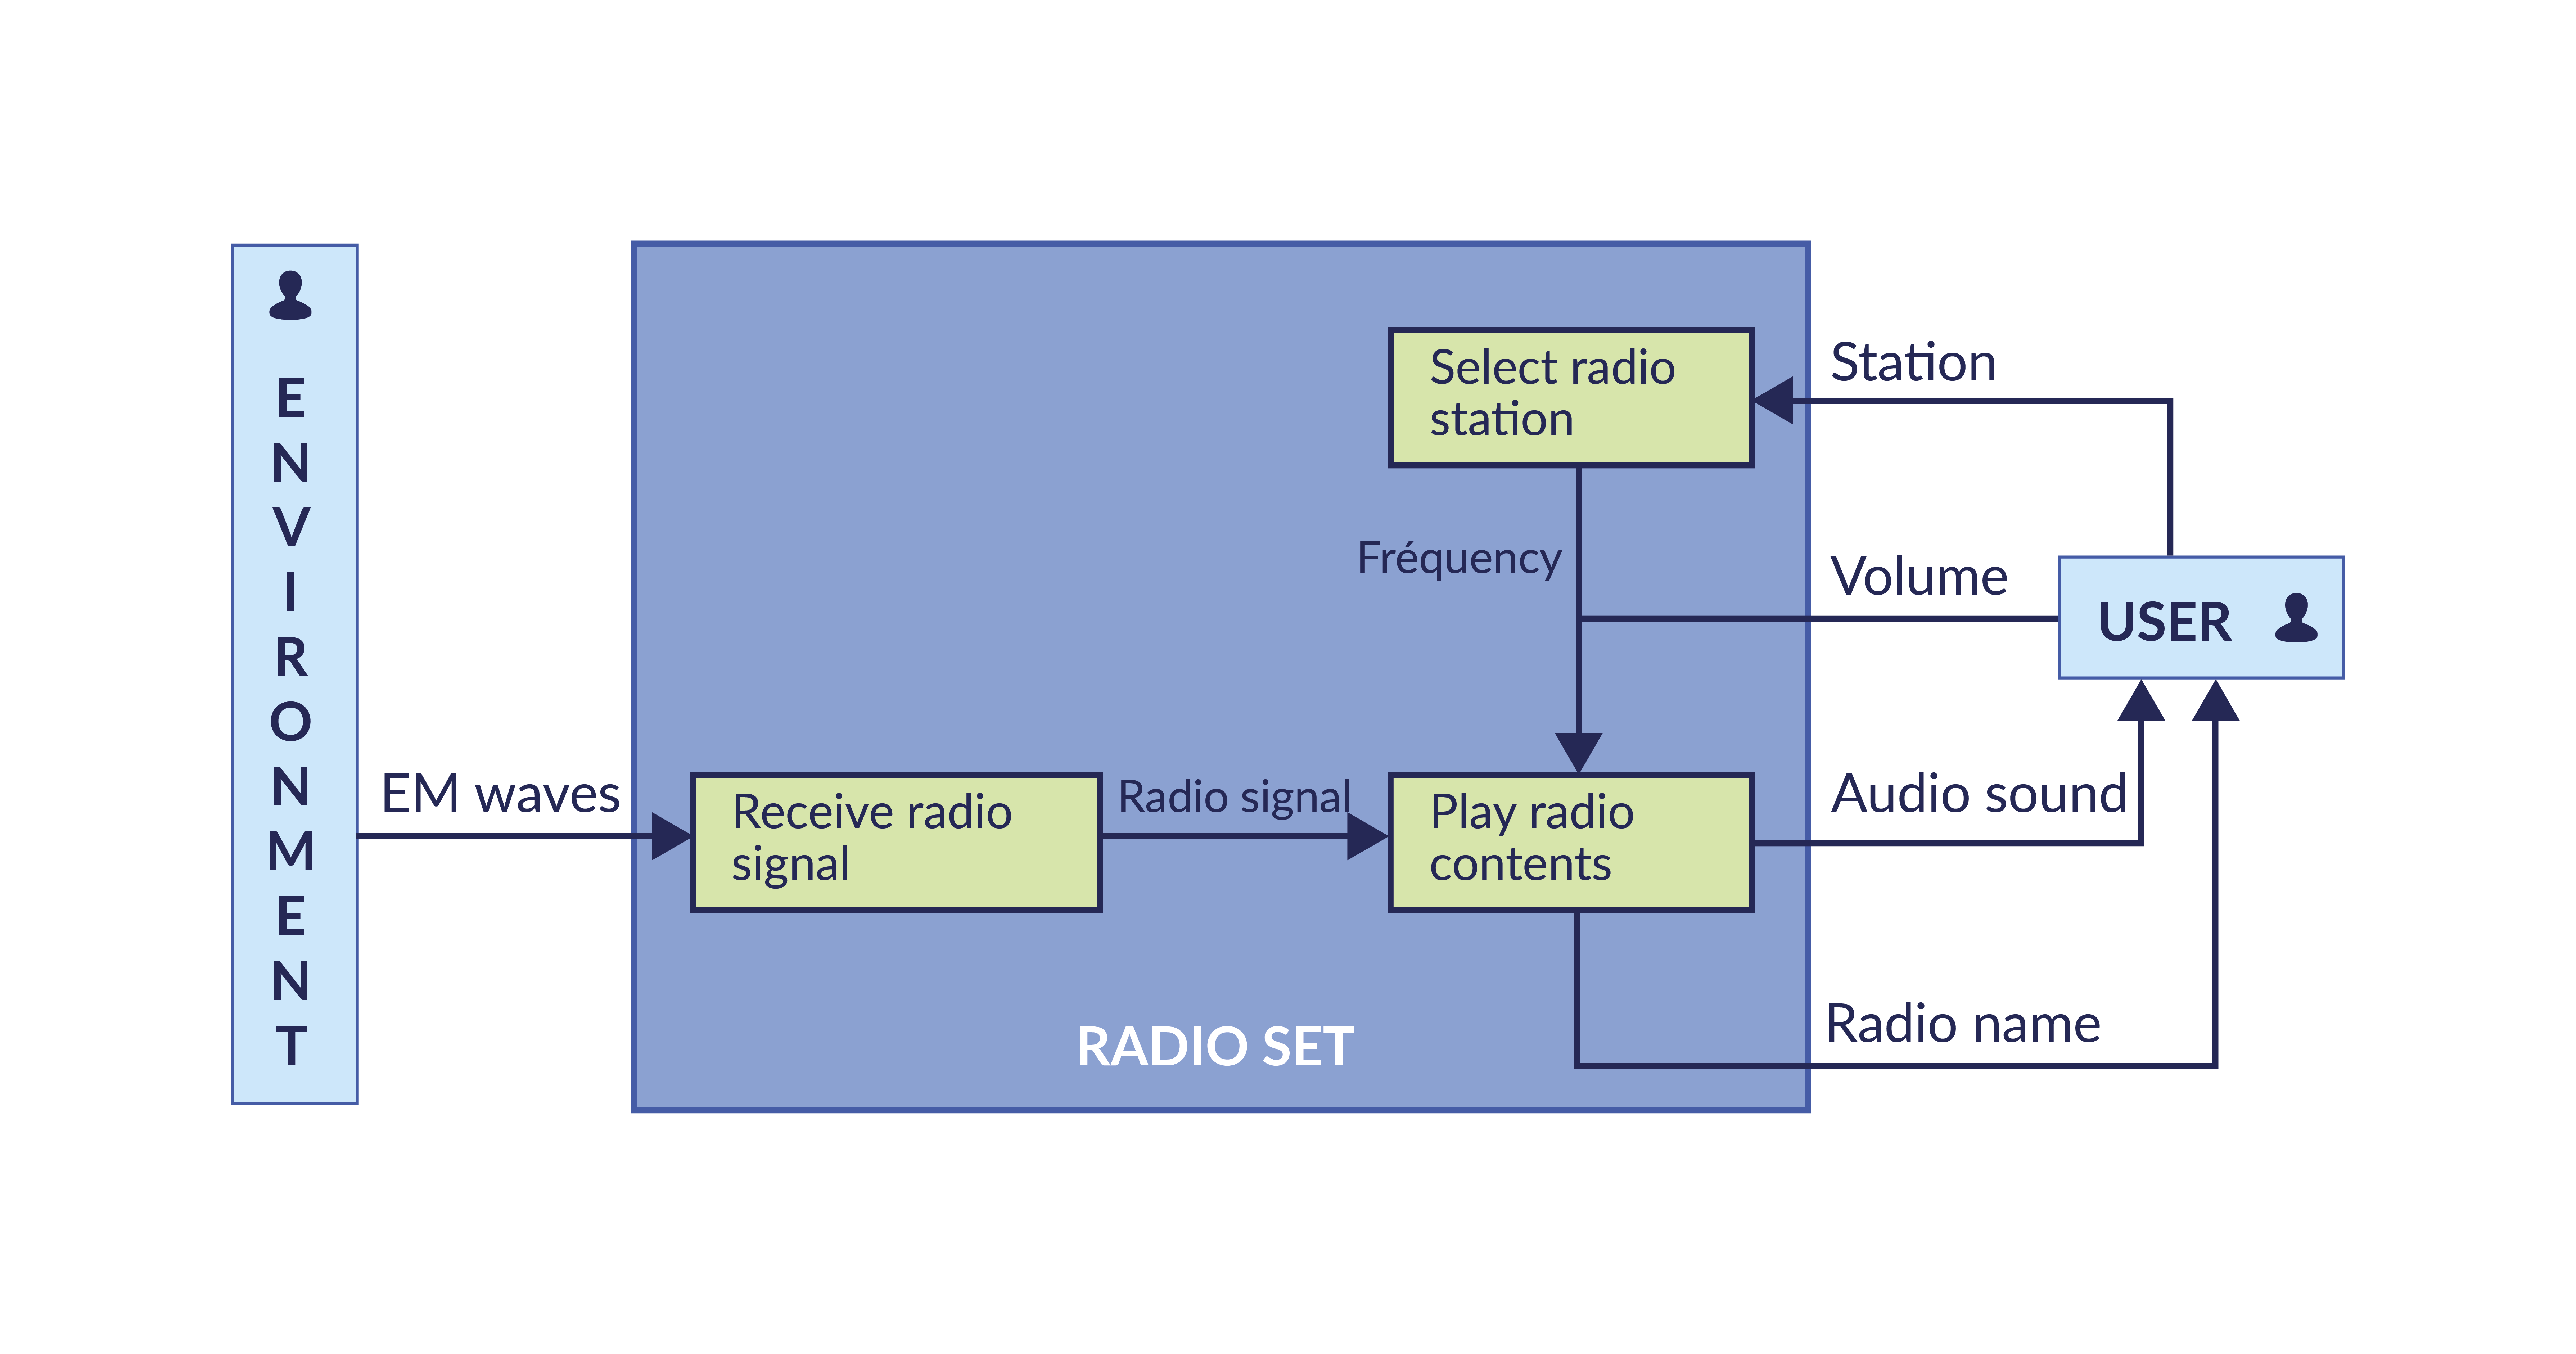 ENVIRONMENT
EM waves
Receive radio
signal
Radio signal
Select radio
station
Fréquency
Play radio
contents
RADIO SET
Station
Volume
USER
Audio sound
Radio name